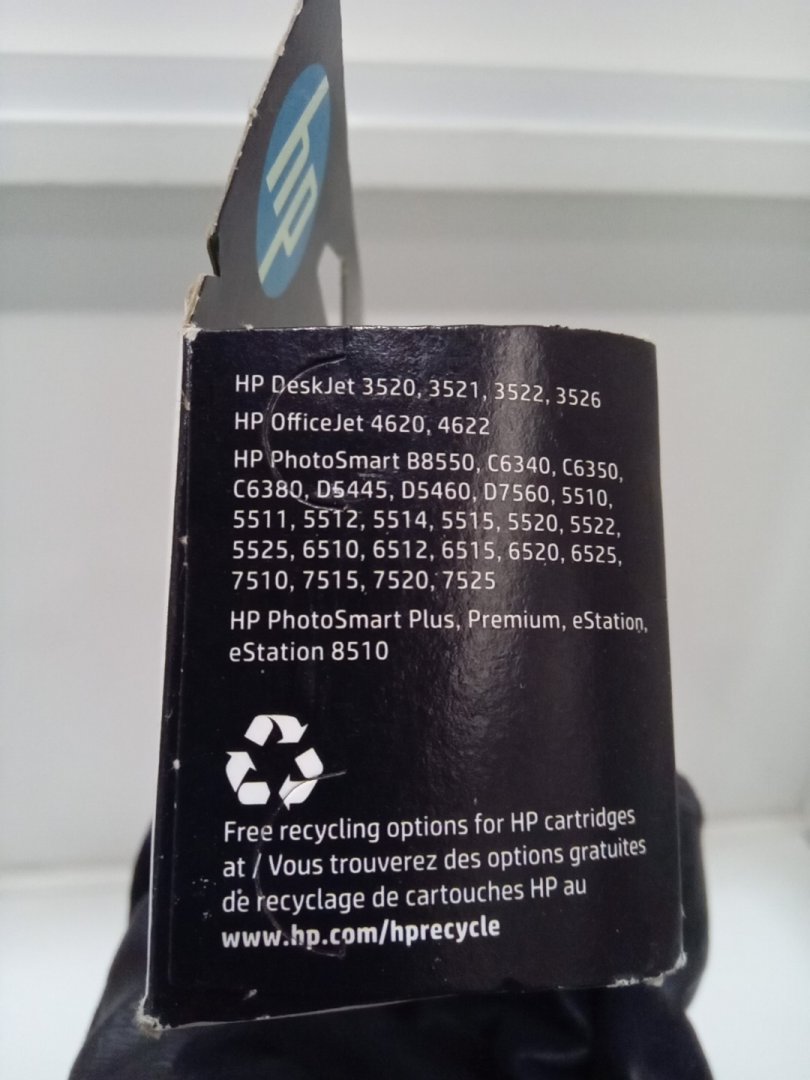 hp
HP DeskJet 3520, 3521, 3522, 3526
HP OfficeJet 4620, 4622
HP PhotoSmart B8550, C6340, C6350,
C6380, D5445, D5460, D7560, 5510,
5511, 5512, 5514, 5515, 5520, 5522,
5525, 6510, 6512, 6515, 6520, 6525,
7510, 7515, 7520, 7525
HP PhotoSmart Plus, Premium, eStation,
eStation 8510
Free recycling options for HP cartridges
at / Vous trouverez des options gratuites
de recyclage de cartouches HP au
www.hp.com/hprecycle